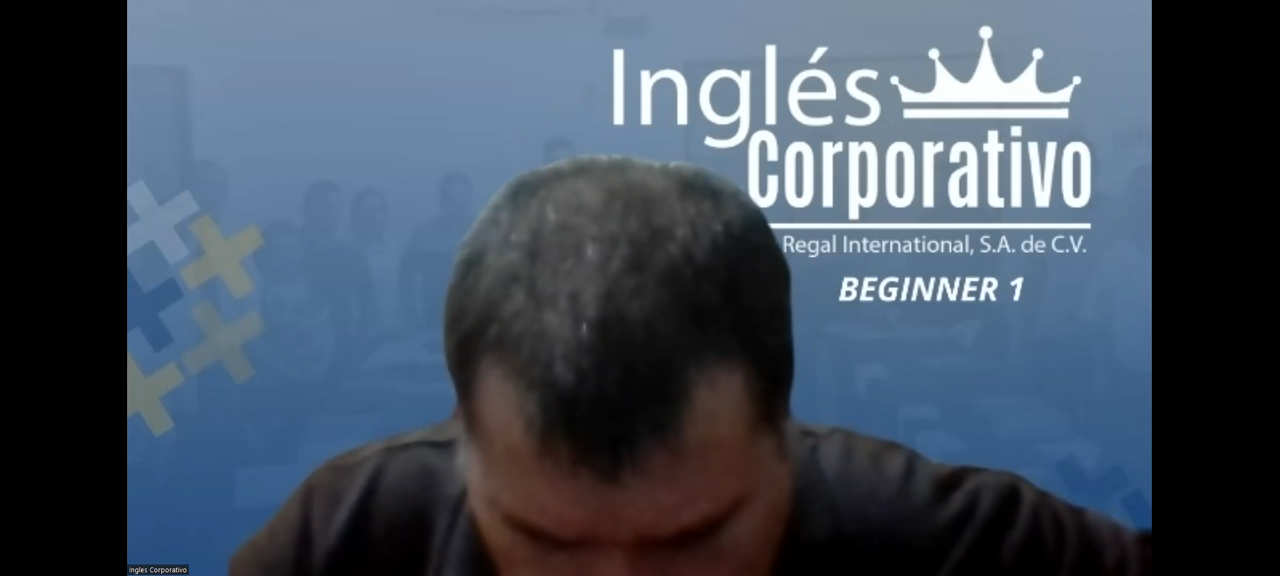 Inglés
Corporativo
Regal International, S.A. de C.V.
BEGINNER 1
Ingles Corporativo